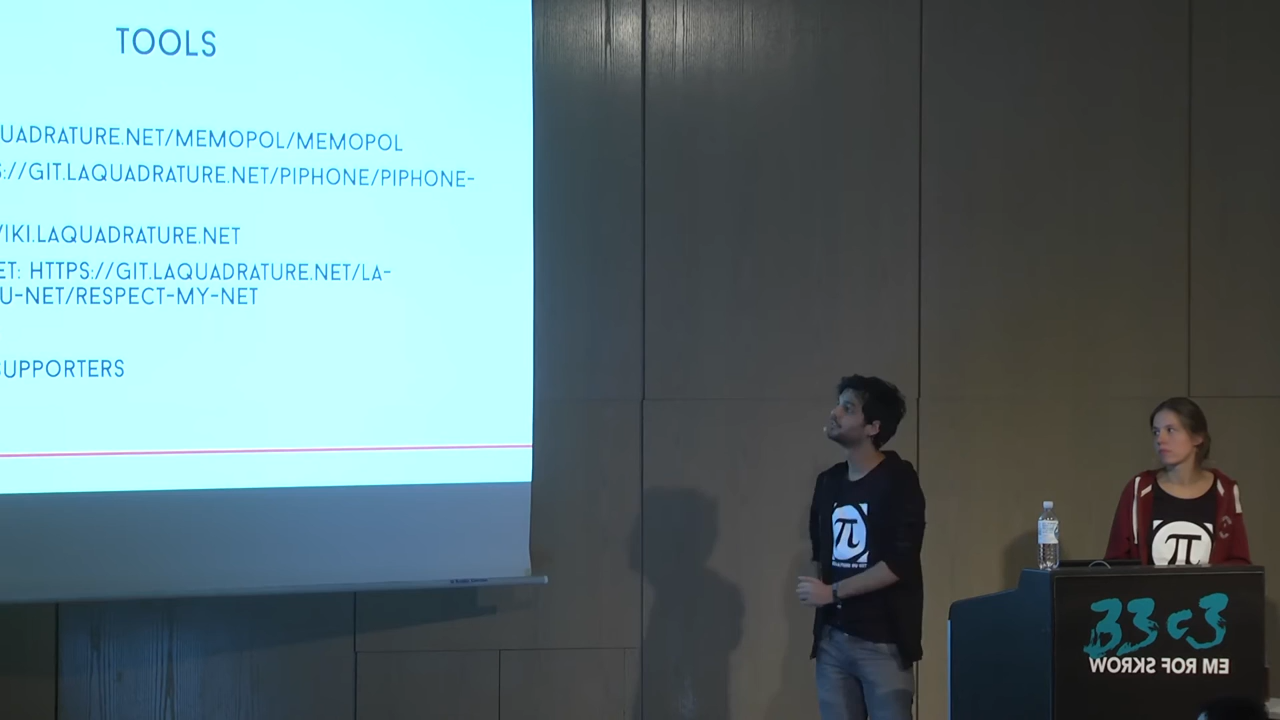 TOOLS
QUADRATURE.NET/MEMOPOL/MEMOPOL
://GIT.LAQUADRATURE.NET/PIPHONE/PIPHONE-
IKI.LAQUADRATURE.NET
ET: HTTPS://GIT.LAQUADRATURE.NET/LA-
U-NET/RESPECT-MY-NET
SUPPORTERS
π
π
33c3
WORKS FOR ME